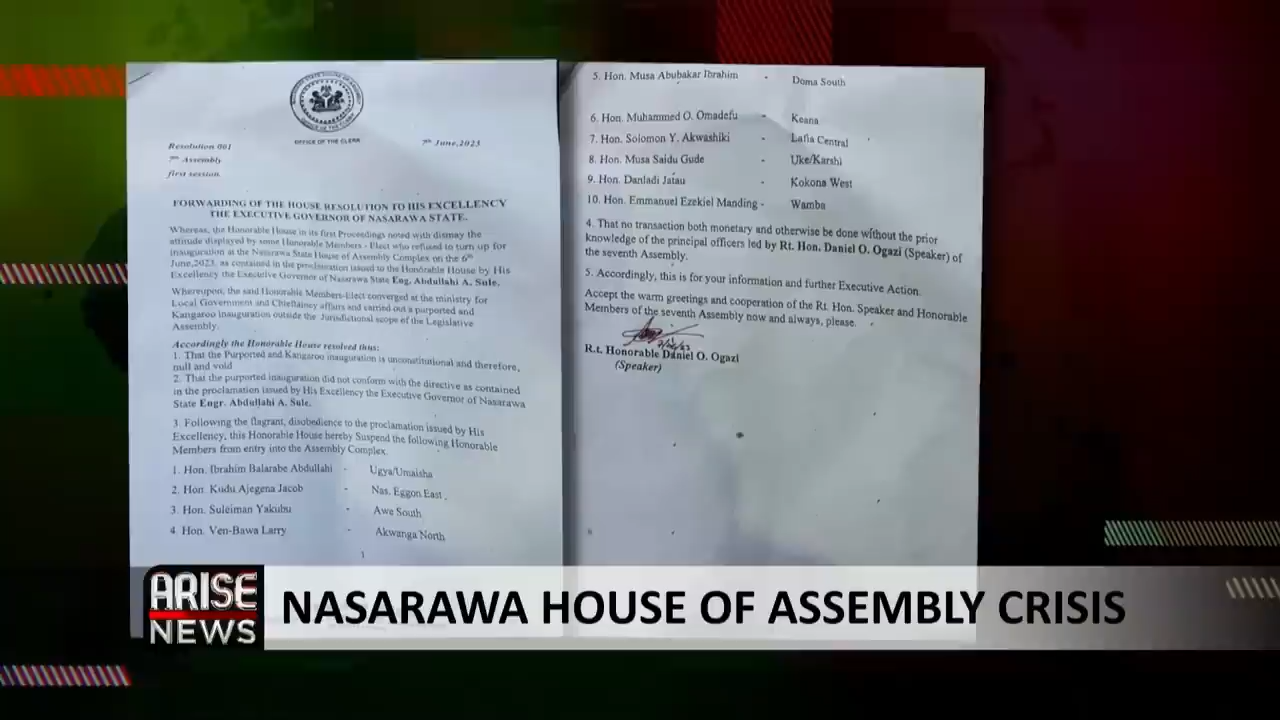 OFFICE OF THE CLERK
Resolution 001
7th Assembly
first session
7th June,2023
FORWARDING OF THE HOUSE RESOLUTION TO HIS EXCELLENCY
THE EXECUTIVE GOVERNOR OF NASARAWA STATE.
Whereas, the Honorable House in its first Proceedings noted with dismay the
attitude displayed by some Honorable Members - Elect who refused to turn up for
inauguration at the Nasarawa State House of Assembly Complex on the 6th
June,2023, as contained in the proclamation issued to the Honorable House by His
Excellency the Executive Governor of Nasarawa State Eng. Abdullahi A. Sule.
Whereupon, the said Honorable Members-Elect converged at the ministry for
Local Government and Chieftaincy affairs and carried out a purported and
Kangaroo inauguration outside the Jurisdictional scope of the Legislative
Assembly.
Accordingly the Honorable House resolved thus:
1. That the Purported and Kangaroo inauguration is unconstitutional and therefore,
null and void
2. That the purported inauguration did not conform with the directive as contained
in the proclamation issued by His Excellency the Executive Governor of Nasarawa
State Engr. Abdullahi A. Sule.
3 Following the flagrant, disobedience to the proclamation issued by His
Excellency, this Honorable House hereby Suspend the following Honorable
Members from entry into the Assembly Complex.
1. Hon. Ibrahim Balarabe Abdullahi - Ugya/Umaisha
2. Hon. Kudu Ajegena Jacob - Nas. Eggon East
3. Hon. Suleiman Yakubu - Awe South
4. Hon. Ven-Bawa Larry - Akwanga North
1
5. Hon. Musa Abubakar Ibrahim - Doma South
6. Hon. Muhammed O. Omadefu - Keana
7. Hon. Solomon Y. Akwashiki - Lafia Central
8. Hon. Musa Saidu Gude - Uke/Karshi
9. Hon. Danladi Jatau - Kokona West
10. Hon. Emmanuel Ezekiel Manding - Wamba
4. That no transaction both monetary and otherwise be done without the prior
knowledge of the principal officers led by Rt. Hon. Daniel O. Ogazi (Speaker) of
the seventh Assembly.
5. Accordingly, this is for your information and further Executive Action.
Accept the warm greetings and cooperation of the Rt. Hon. Speaker and Honorable
Members of the seventh Assembly now and always, please.
R.t. Honorable Daniel O. Ogazi
(Speaker)
ARISE
NEWS
NASARAWA HOUSE OF ASSEMBLY CRISIS